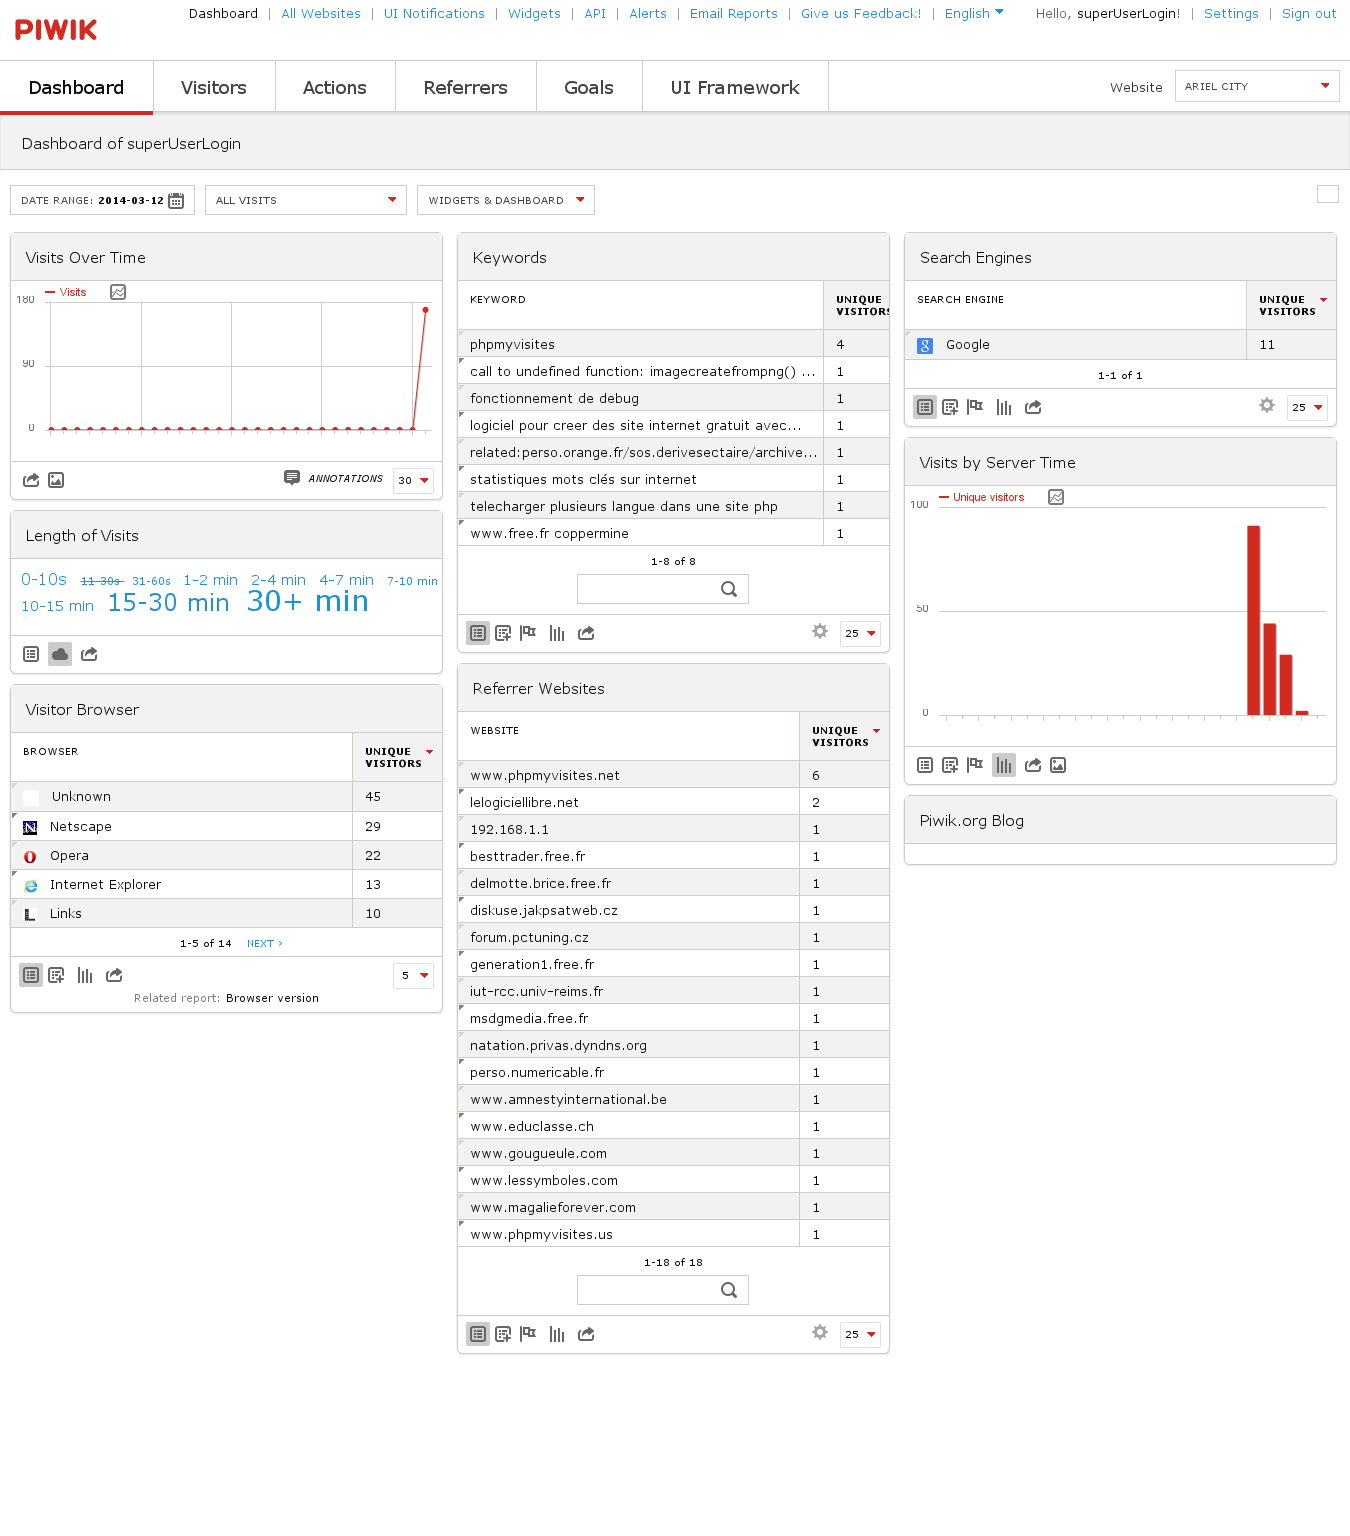 PIWIK
Dashboard | All Websites | UI Notifications | Widgets | API | Alerts | Email Reports | Give us Feedback! | English
Hello, superUserLogin! | Settings | Sign out
Dashboard Visitors Actions Referrers Goals UI Framework
Website ARIEL CITY
Dashboard of superUserLogin
DATE RANGE: 2014-03-12
ALL VISITS
WIDGETS & DASHBOARD
Visits Over Time
Visits
180
90
0
ANNOTATIONS 30
Length of Visits
0-10s 11-30s 31-60s 1-2 min 2-4 min 4-7 min 7-10 min
10-15 min 15-30 min 30+ min
Visitor Browser
BROWSER UNIQUE VISITORS
Unknown 45
Netscape 29
Opera 22
Internet Explorer 13
Links 10
1-5 of 14 NEXT ›
5
Related report: Browser version
Keywords
KEYWORD UNIQUE VISITORS
phpmyvisites 4
call to undefined function: imagecreatefrompng() ... 1
fonctionnement de debug 1
logiciel pour creer des site internet gratuit avec... 1
related:perso.orange.fr/sos.derivesectaire/archive... 1
statistiques mots clés sur internet 1
telecharger plusieurs langue dans une site php 1
www.free.fr coppermine 1
1-8 of 8
25
Referrer Websites
WEBSITE UNIQUE VISITORS
www.phpmyvisites.net 6
lelogiciellibre.net 2
192.168.1.1 1
besttrader.free.fr 1
delmotte.brice.free.fr 1
diskuse.jakpsatweb.cz 1
forum.pctuning.cz 1
generation1.free.fr 1
iut-rcc.univ-reims.fr 1
msdgmedia.free.fr 1
natation.privas.dyndns.org 1
perso.numericable.fr 1
www.amnestyinternational.be 1
www.educlasse.ch 1
www.gougueule.com 1
www.lessymboles.com 1
www.magalieforever.com 1
www.phpmyvisites.us 1
1-18 of 18
25
Search Engines
SEARCH ENGINE UNIQUE VISITORS
Google 11
1-1 of 1
25
Visits by Server Time
Unique visitors
100
50
0
Piwik.org Blog